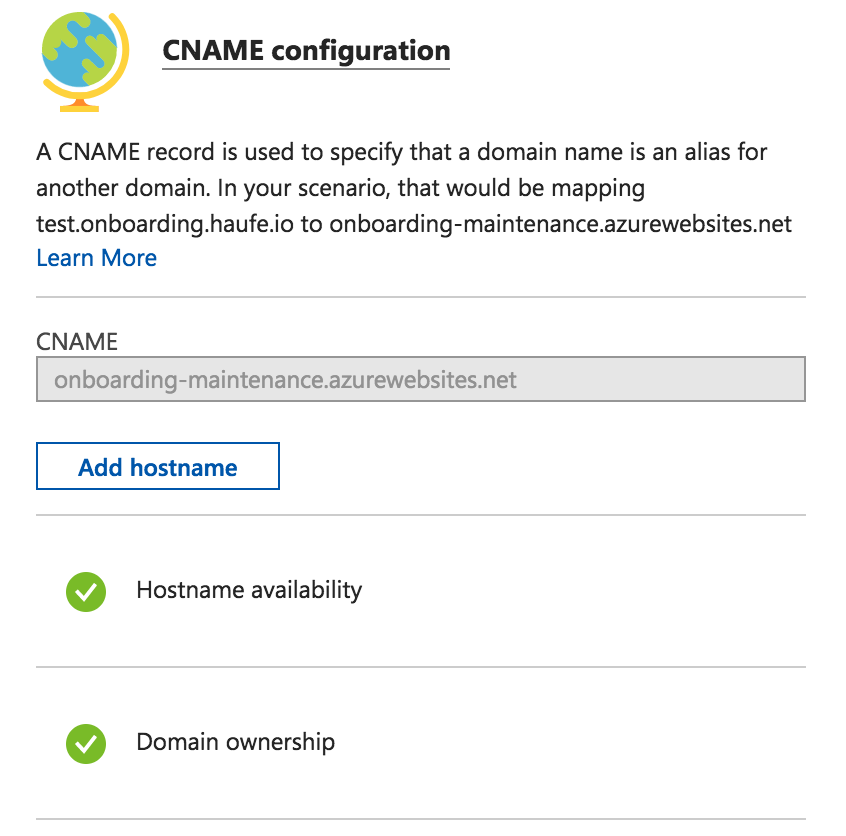 CNAME configuration
A CNAME record is used to specify that a domain name is an alias for
another domain. In your scenario, that would be mapping
test.onboarding.haufe.io to onboarding-maintenance.azurewebsites.net
Learn More
CNAME
onboarding-maintenance.azurewebsites.net
Add hostname
Hostname availability
Domain ownership